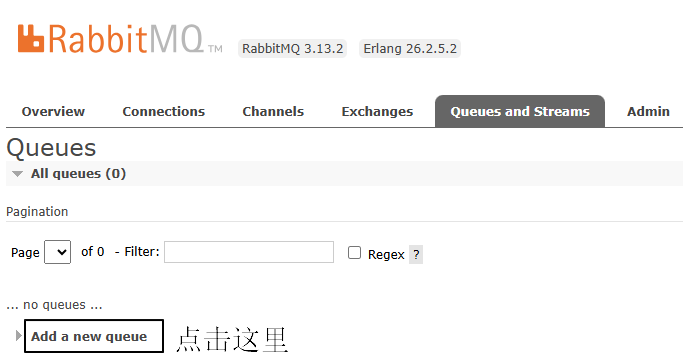 RabbitMQ TM RabbitMQ 3.13.2 Erlang 26.2.5.2
Overview Connections Channels Exchanges Queues and Streams Admin
Queues
All queues (0)
Pagination
Page of 0 - Filter: Regex ?
... no queues ...
Add a new queue 点击这里